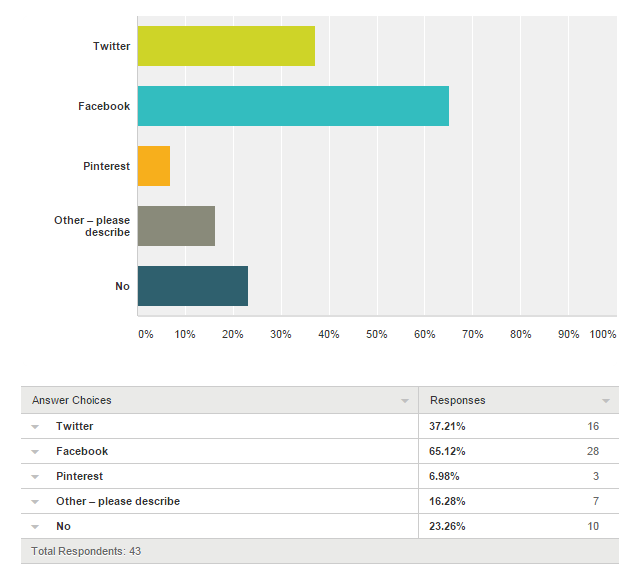 Twitter
Facebook
Pinterest
Other – please
describe
No
0% 10% 20% 30% 40% 50% 60% 70% 80% 90% 100%
Answer Choices Responses
Twitter 37.21% 16
Facebook 65.12% 28
Pinterest 6.98% 3
Other – please describe 16.28% 7
No 23.26% 10
Total Respondents: 43